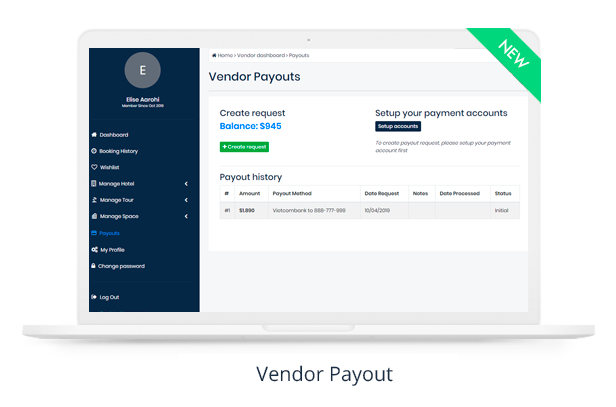 NEW
Home > Vendor dashboard > Payouts
E
Elise Aarohi
Member Since Oct 2019
Dashboard
Booking History
Wishlist
Manage Hotel
Manage Tour
Manage Space
Payouts
My Profile
Change password
Log Out
Vendor Payouts
Create request
Balance: $945
+ Create request
Setup your payment accounts
Setup accounts
To create payout request, please setup your payment
account first
Payout history
# Amount Payout Method Date Request Notes Date Processed Status
#1 $1.890 Vietcombank to 888-777-999 10/04/2019 Initial
Vendor Payout